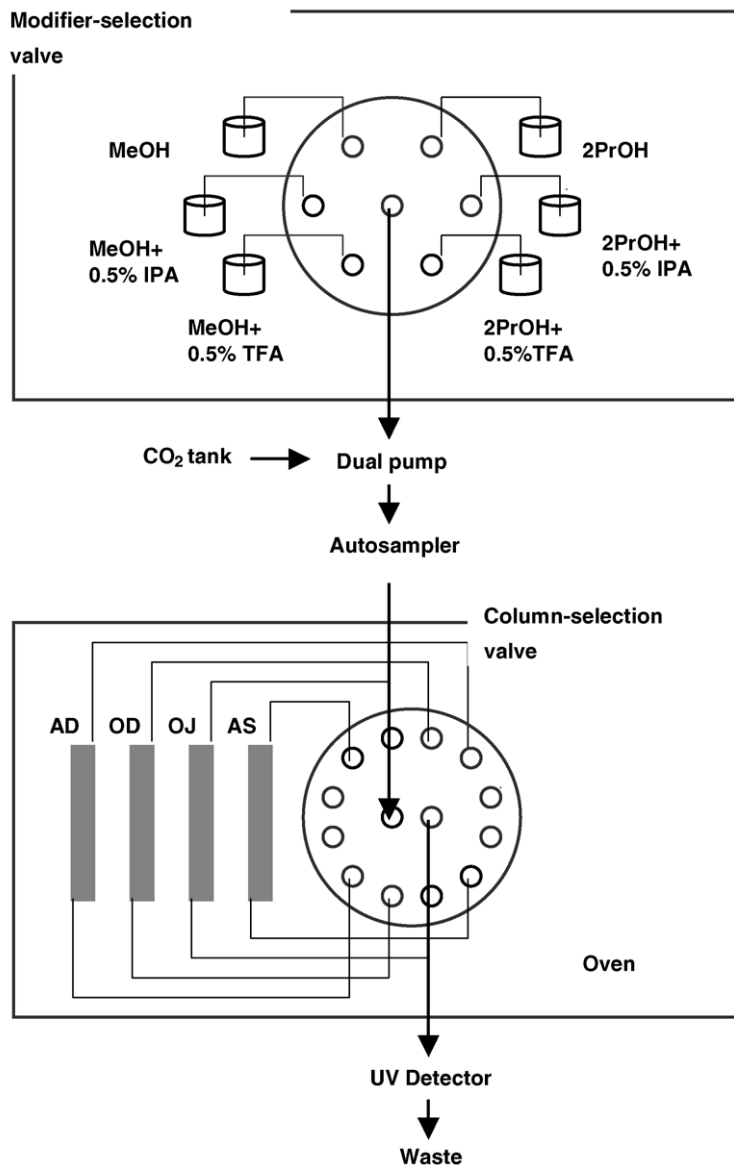 Modifier-selection
valve
MeOH
2PrOH
MeOH+
0.5% IPA
2PrOH+
0.5% IPA
MeOH+
0.5% TFA
2PrOH+
0.5%TFA
CO₂ tank
Dual pump
Autosampler
Column-selection
valve
AD OD OJ AS
Oven
UV Detector
Waste